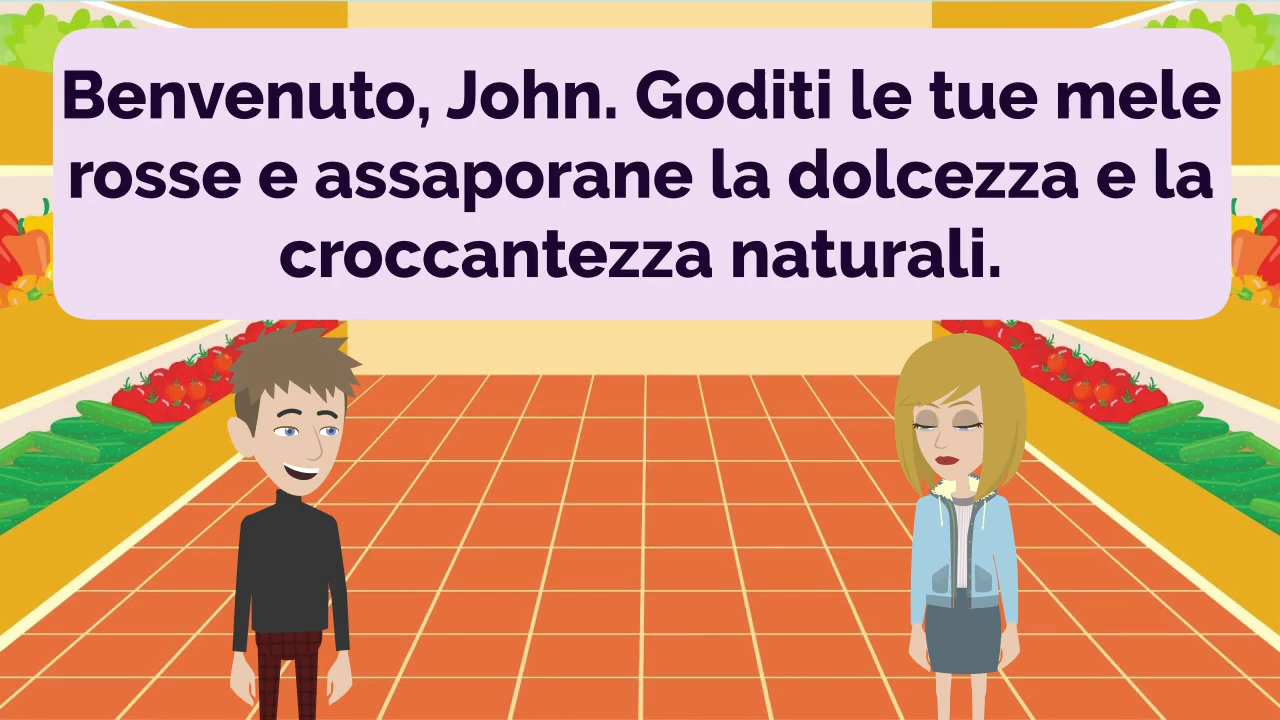 Benvenuto, John. Goditi le tue mele
rosse e assaporane la dolcezza e la
croccantezza naturali.